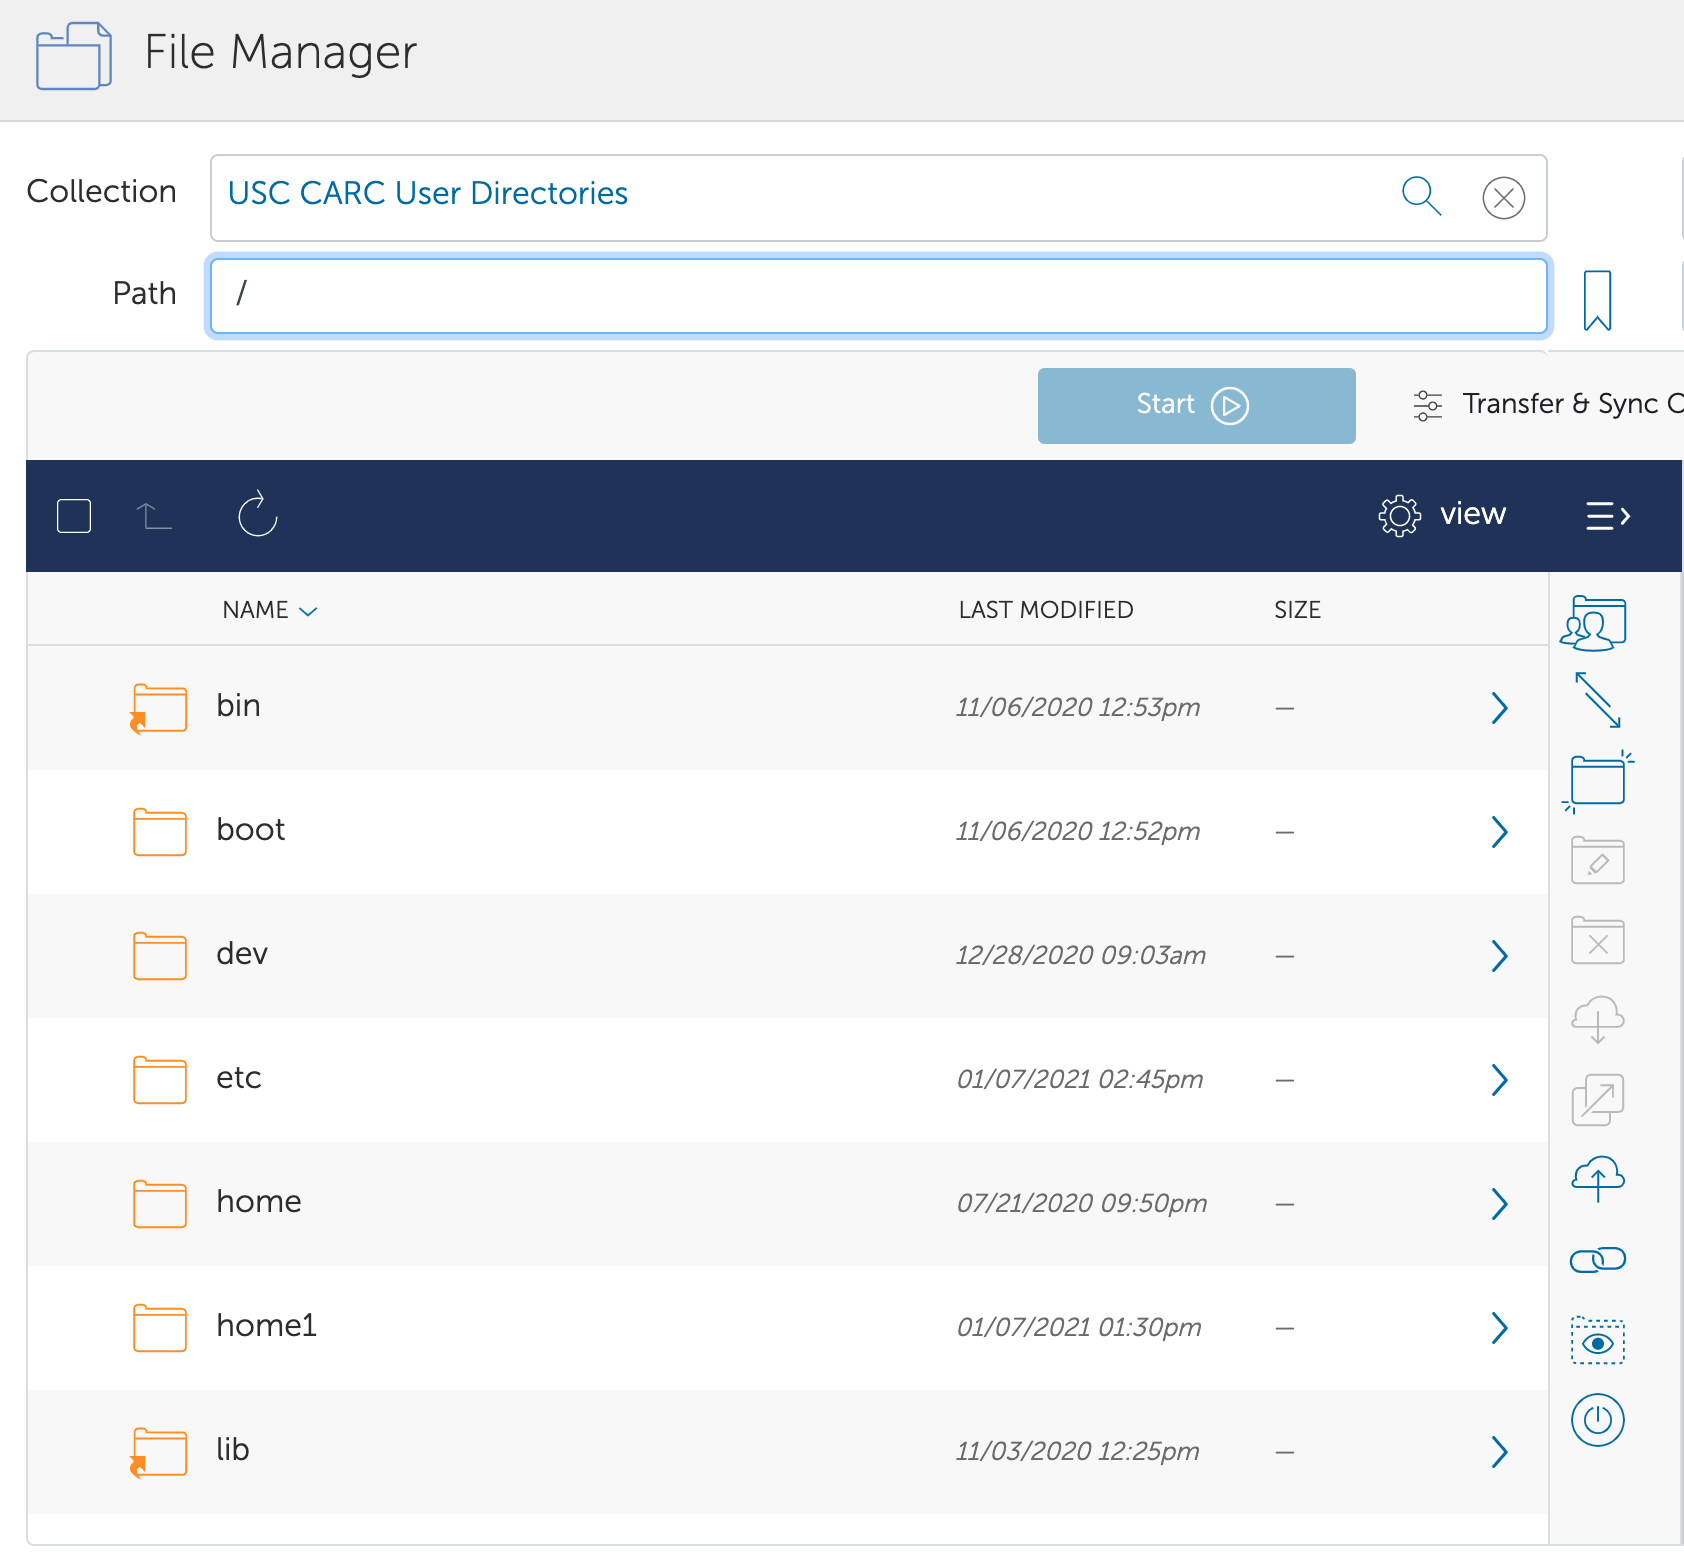 File Manager
Collection USC CARC User Directories
Path /
Start Transfer & Sync
view
NAME LAST MODIFIED SIZE
bin 11/06/2020 12:53pm —
boot 11/06/2020 12:52pm —
dev 12/28/2020 09:03am —
etc 01/07/2021 02:45pm —
home 07/21/2020 09:50pm —
home1 01/07/2021 01:30pm —
lib 11/03/2020 12:25pm —